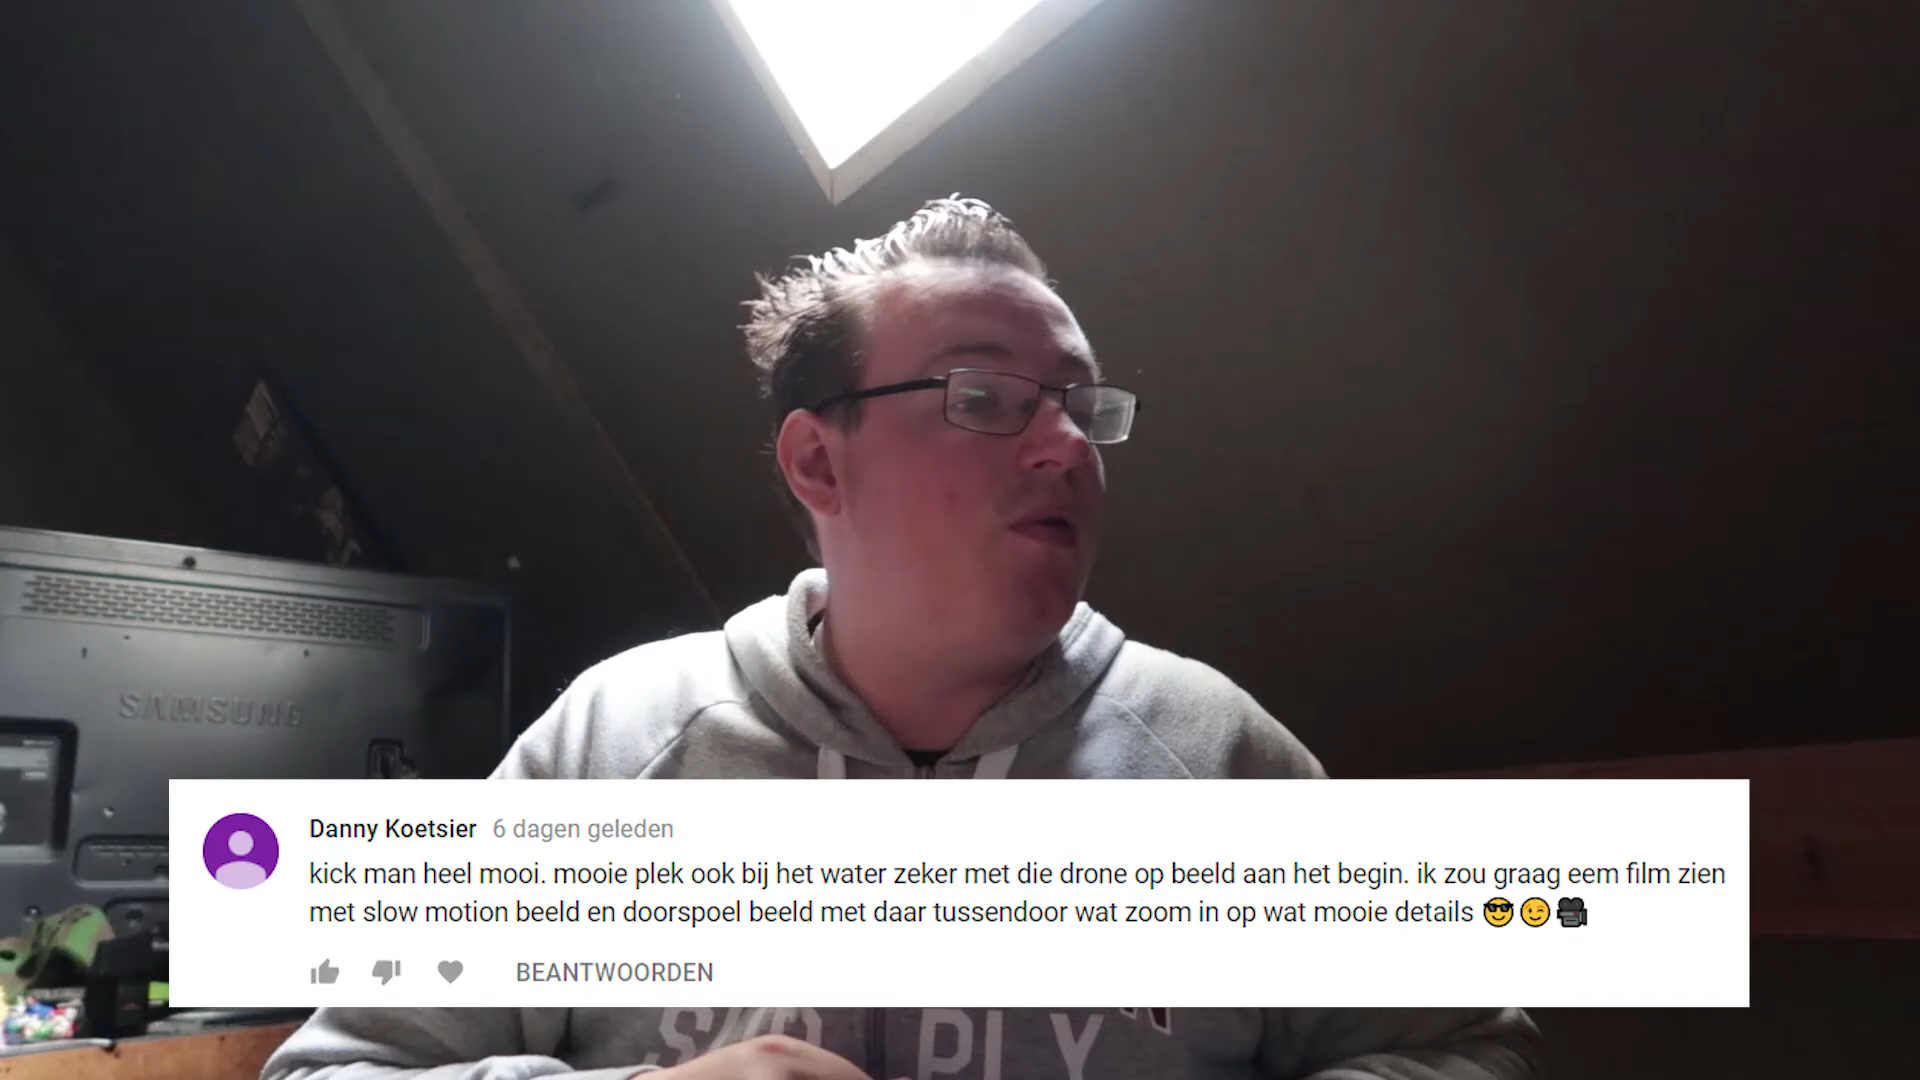 SAMSUNG
Danny Koetsier 6 dagen geleden
kick man heel mooi. mooie plek ook bij het water zeker met die drone op beeld aan het begin. ik zou graag eem film zien
met slow motion beeld en doorspoel beeld met daar tussendoor wat zoom in op wat mooie details 😎😉🎥
BEANTWOORDEN